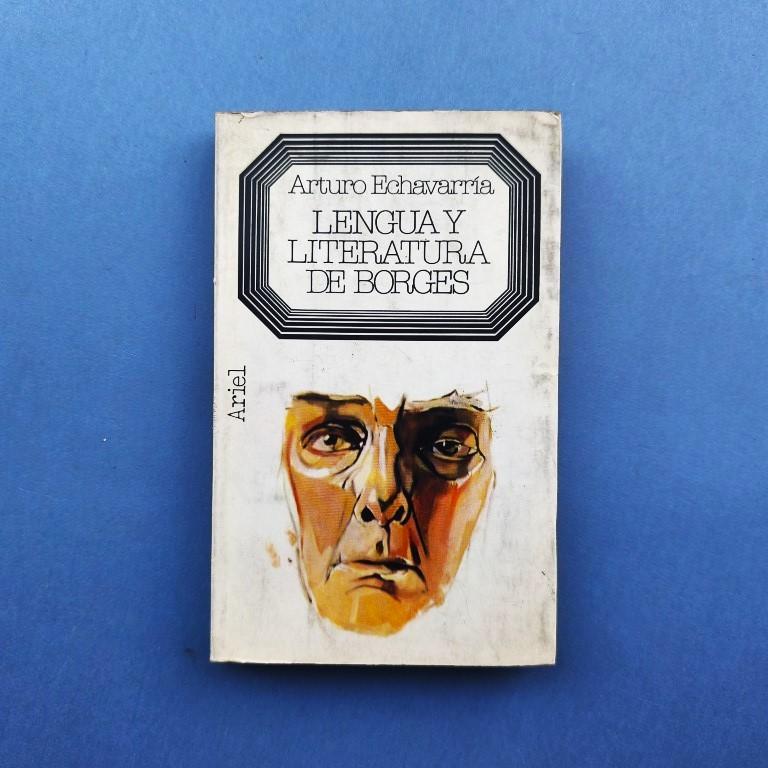 Arturo Echavarría
LENGUA Y
LITERATURA
DE BORGES
Ariel